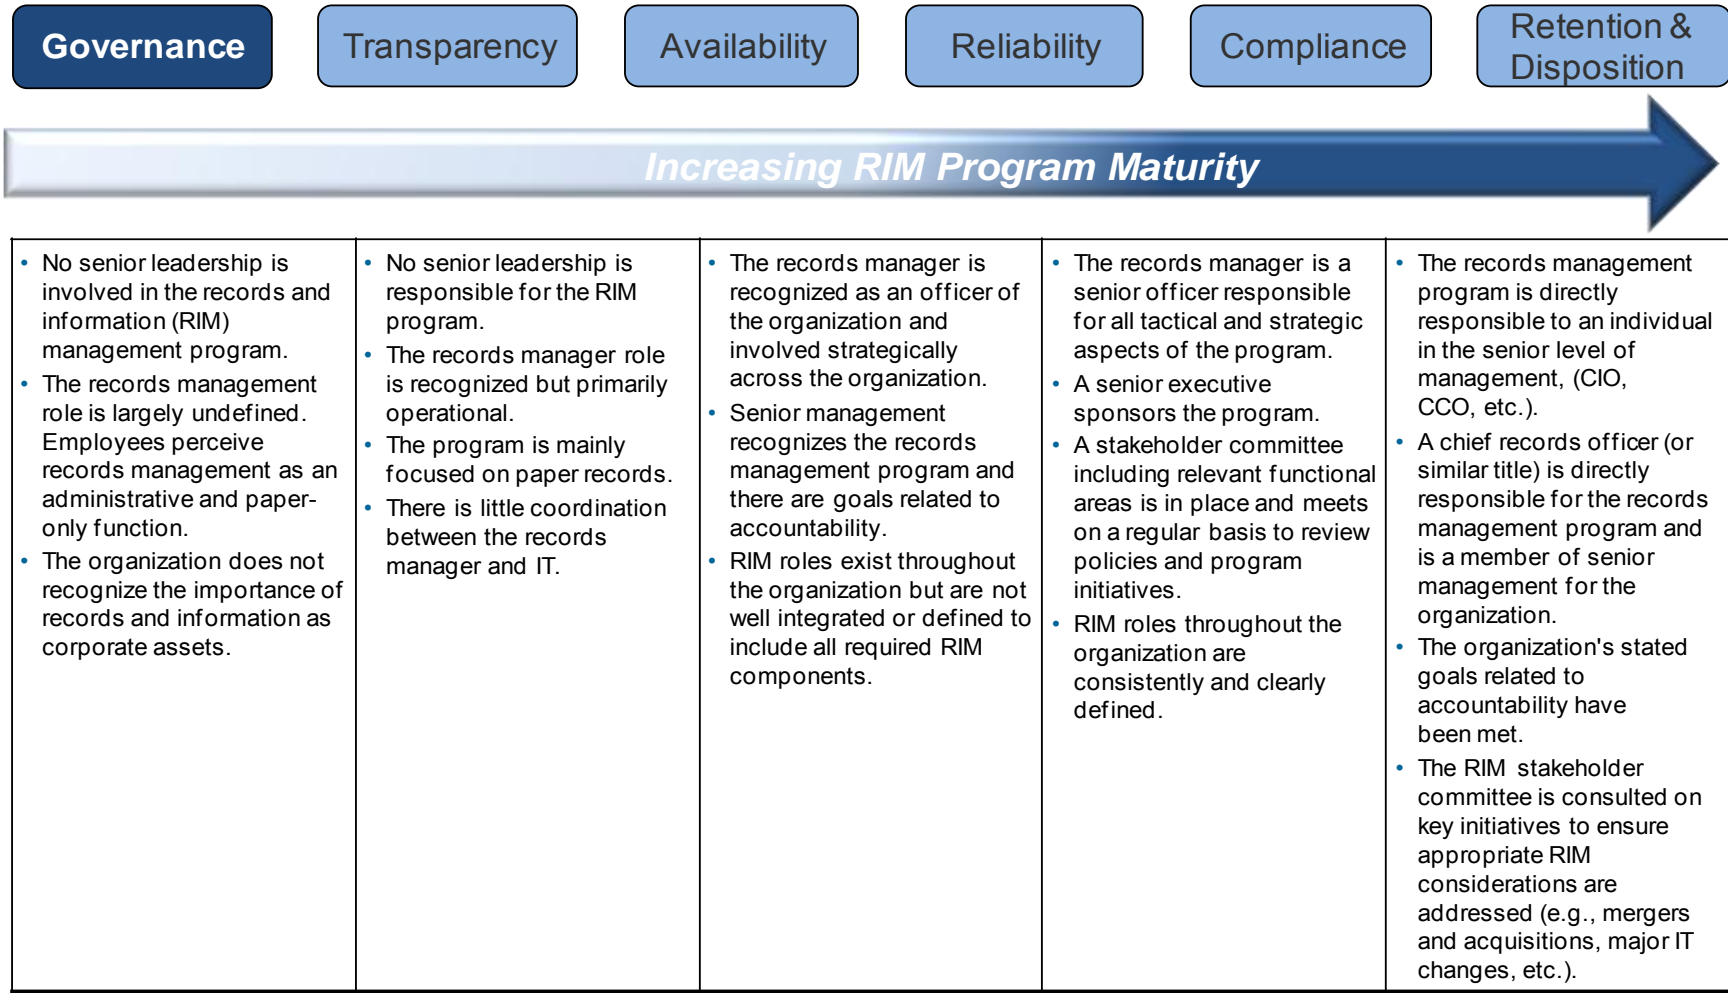 Governance
Transparency
Availability
Reliability
Compliance
Retention &
Disposition
Increasing RIM Program Maturity
• No senior leadership is
involved in the records and
information (RIM)
management program.
• The records management
role is largely undefined.
Employees perceive
records management as an
administrative and paper-
only function.
• The organization does not
recognize the importance of
records and information as
corporate assets.
• No senior leadership is
responsible for the RIM
program.
• The records manager role
is recognized but primarily
operational.
• The program is mainly
focused on paper records.
• There is little coordination
between the records
manager and IT.
• The records manager is
recognized as an officer of
the organization and
involved strategically
across the organization.
• Senior management
recognizes the records
management program and
there are goals related to
accountability.
• RIM roles exist throughout
the organization but are not
well integrated or defined to
include all required RIM
components.
• The records manager is a
senior officer responsible
for all tactical and strategic
aspects of the program.
• A senior executive
sponsors the program.
• A stakeholder committee
including relevant functional
areas is in place and meets
on a regular basis to review
policies and program
initiatives.
• RIM roles throughout the
organization are
consistently and clearly
defined.
• The records management
program is directly
responsible to an individual
in the senior level of
management, (CIO,
CCO, etc.).
• A chief records officer (or
similar title) is directly
responsible for the records
management program and
is a member of senior
management for the
organization.
• The organization's stated
goals related to
accountability have
been met.
• The RIM stakeholder
committee is consulted on
key initiatives to ensure
appropriate RIM
considerations are
addressed (e.g., mergers
and acquisitions, major IT
changes, etc.).